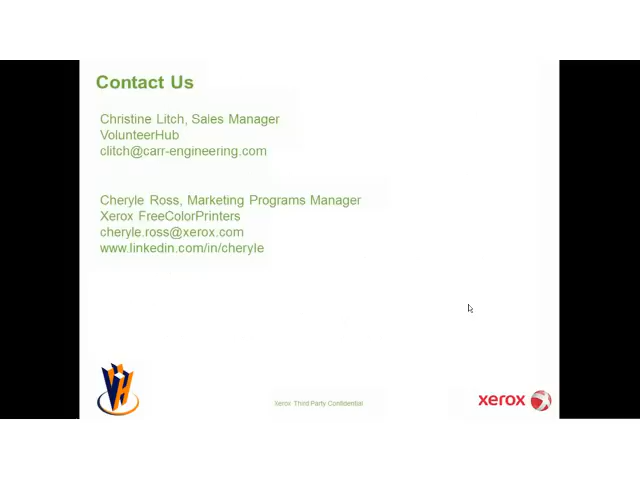 Contact Us
Christine Litch, Sales Manager
VolunteerHub
clitch@carr-engineering.com
Cheryle Ross, Marketing Programs Manager
Xerox FreeColorPrinters
cheryle.ross@xerox.com
www.linkedin.com/in/cheryle
Xerox Third Party Confidential
xerox